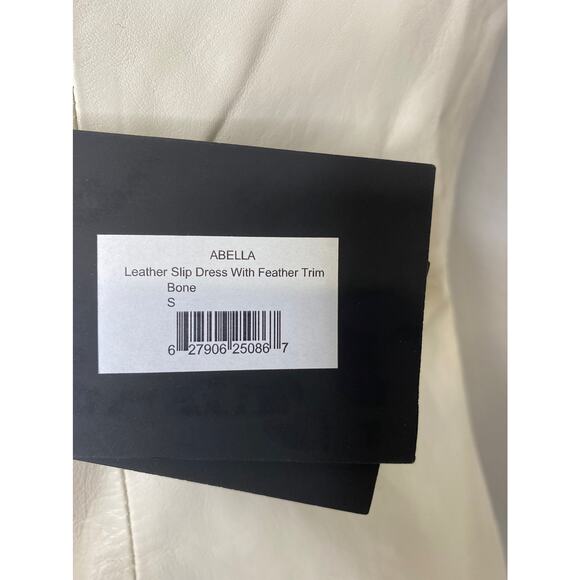 ABELLA
Leather Slip Dress With Feather Trim
Bone
S
6 27906 25086 7